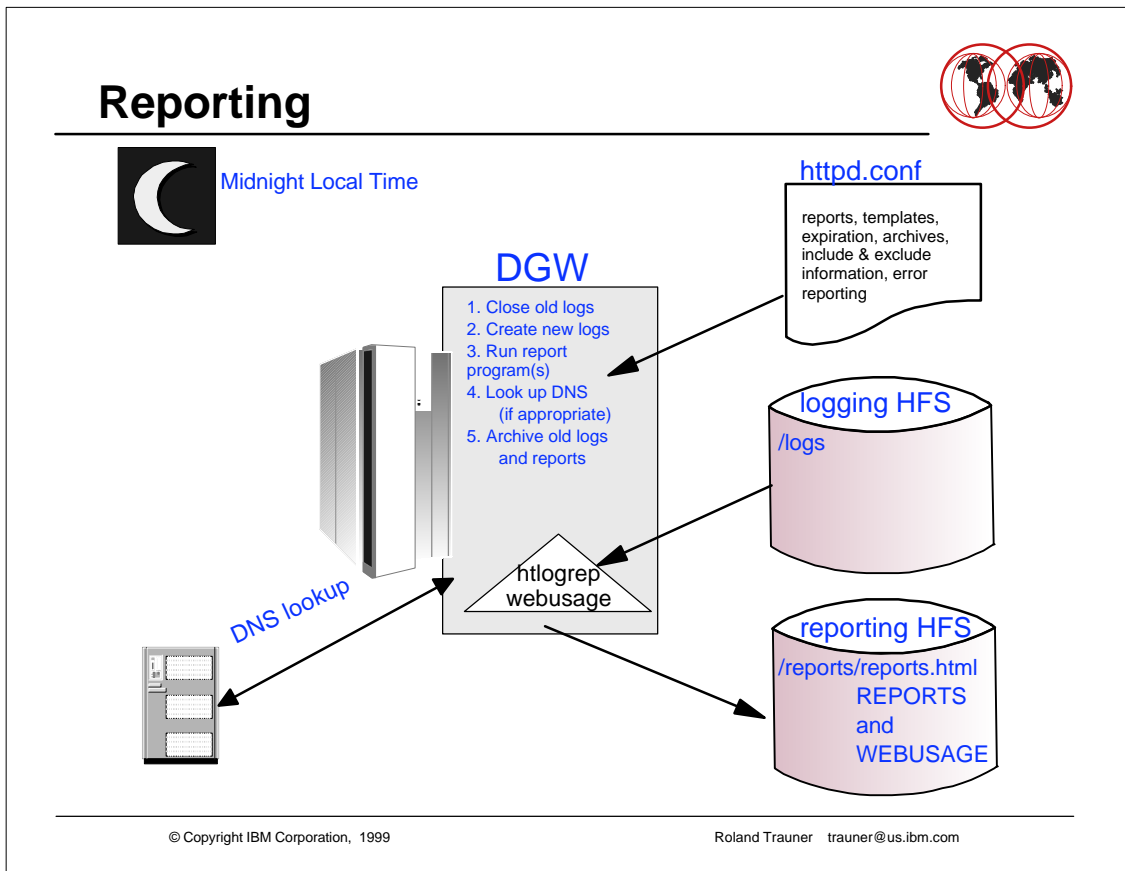 Reporting
Midnight Local Time
httpd.conf
reports, templates,
expiration, archives,
include & exclude
information, error
reporting
DGW
1. Close old logs
2. Create new logs
3. Run report
program(s)
4. Look up DNS
(if appropriate)
5. Archive old logs
and reports
logging HFS
/logs
htlogrep
webusage
DNS lookup
reporting HFS
/reports/reports.html
REPORTS
and
WEBUSAGE
© Copyright IBM Corporation, 1999
Roland Trauner trauner@us.ibm.com